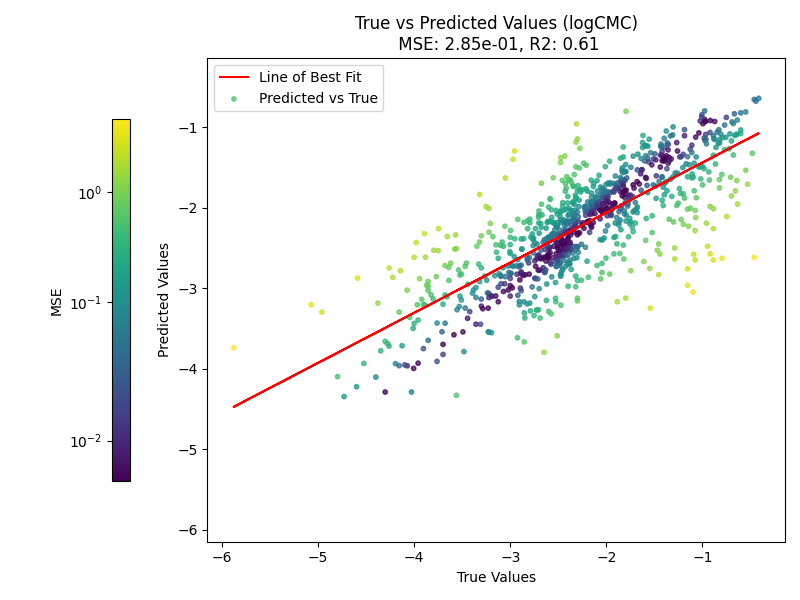 True vs Predicted Values (logCMC)
MSE: 2.85e-01, R2: 0.61
Line of Best Fit
Predicted vs True
10^0
10^−1
10^−2
MSE
Predicted Values
−1
−2
−3
−4
−5
−6
−6 −5 −4 −3 −2 −1
True Values